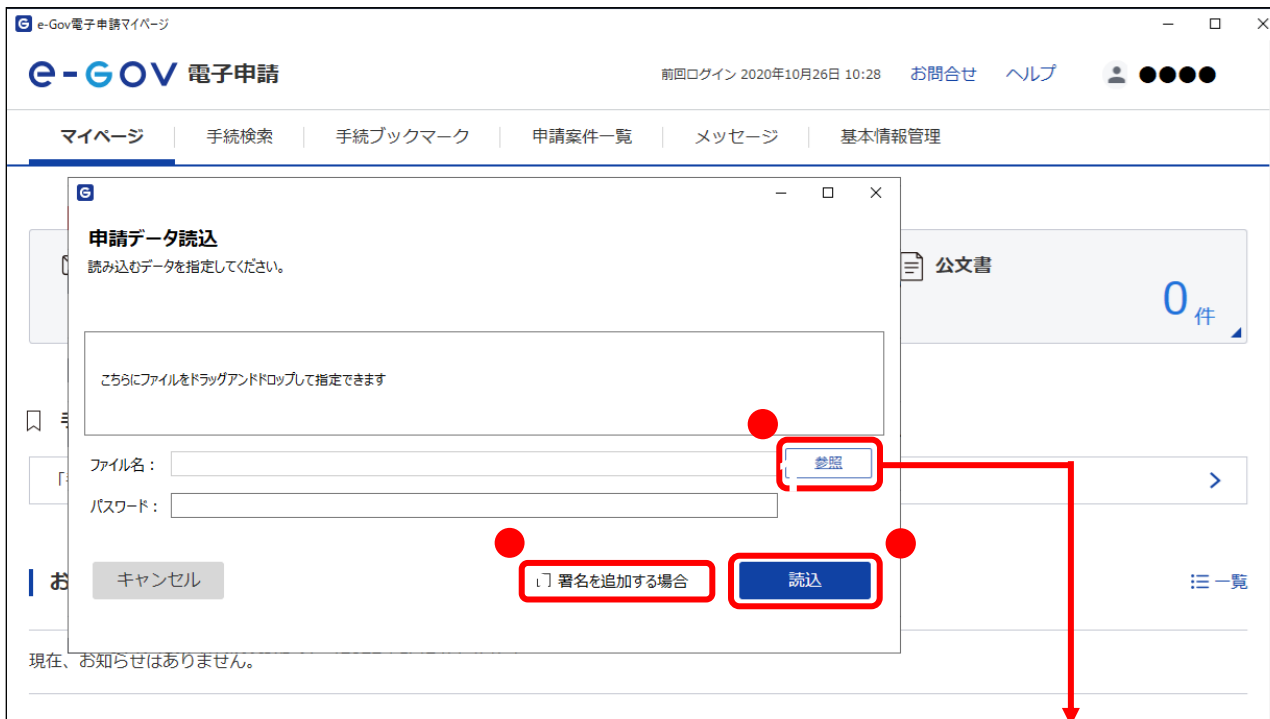 e-Gov電子申請マイページ
e-GOV 電子申請
前回ログイン 2020年10月26日 10:28 お問合せ ヘルプ ●●●●
マイページ 手続検索 手続ブックマーク 申請案件一覧 メッセージ 基本情報管理
申請データ読込
読み込むデータを指定してください。
公文書
0 件
こちらにファイルをドラッグアンドドロップして指定できます
ファイル名：
参照
パスワード：
キャンセル
署名を追加する場合
読込
お
一覧
現在、お知らせはありません。